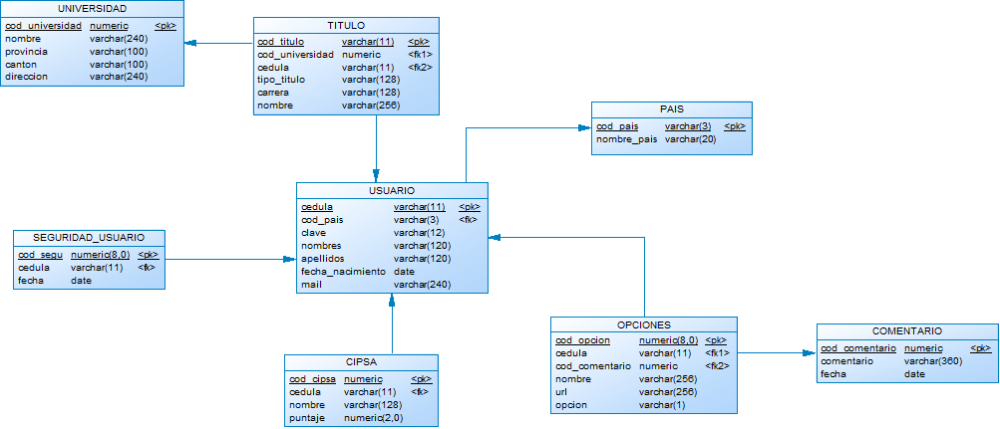 UNIVERSIDAD
cod_universidad numeric <pk>
nombre varchar(240)
provincia varchar(100)
canton varchar(100)
direccion varchar(240)
TITULO
cod_titulo varchar(11) <pk>
cod_universidad numeric <fk1>
cedula varchar(11) <fk2>
tipo_titulo varchar(128)
carrera varchar(128)
nombre varchar(256)
PAIS
cod_pais varchar(3) <pk>
nombre_pais varchar(20)
USUARIO
cedula varchar(11) <pk>
cod_pais varchar(3) <fk>
clave varchar(12)
nombres varchar(120)
apellidos varchar(120)
fecha_nacimiento date
mail varchar(240)
SEGURIDAD_USUARIO
cod_segu numeric(8,0) <pk>
cedula varchar(11) <fk>
fecha date
CIPSA
cod_cipsa numeric <pk>
cedula varchar(11) <fk>
nombre varchar(128)
puntaje numeric(2,0)
OPCIONES
cod_opcion numeric(8,0) <pk>
cedula varchar(11) <fk1>
cod_comentario numeric <fk2>
nombre varchar(256)
url varchar(256)
opcion varchar(1)
COMENTARIO
cod_comentario numeric <pk>
comentario varchar(360)
fecha date